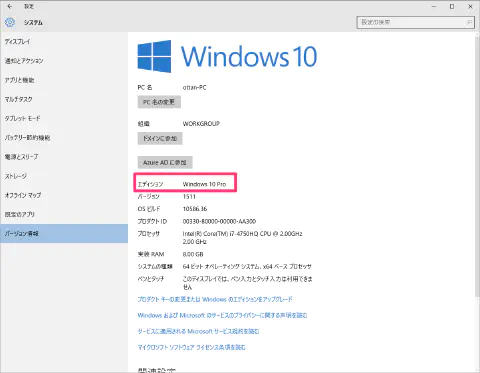 設定
システム
設定の検索
ディスプレイ
通知とアクション
アプリと機能
マルチタスク
タブレット モード
バッテリー節約機能
電源とスリープ
ストレージ
オフライン マップ
既定のアプリ
バージョン情報
Windows 10
PC 名 ottan-PC
PC 名の変更
組織 WORKGROUP
ドメインに参加
Azure AD に参加
エディション Windows 10 Pro
バージョン 1511
OS ビルド 10586.36
プロダクト ID 00330-80000-00000-AA300
プロセッサ Intel(R) Core(TM) i7-4750HQ CPU @ 2.00GHz
2.00 GHz
実装 RAM 8.00 GB
システムの種類 64 ビット オペレーティング システム、x64 ベース プロセッサ
ペンとタッチ このディスプレイでは、ペン入力とタッチ入力は利用できま
せん
プロダクト キーの変更または Windows のエディションをアップグレード
Windows および Microsoft のサービスのプライバシーに関する声明を読む
サービスに適用される Microsoft サービス規約を読む
マイクロソフト ソフトウェア ライセンス条項を読む
関連設定